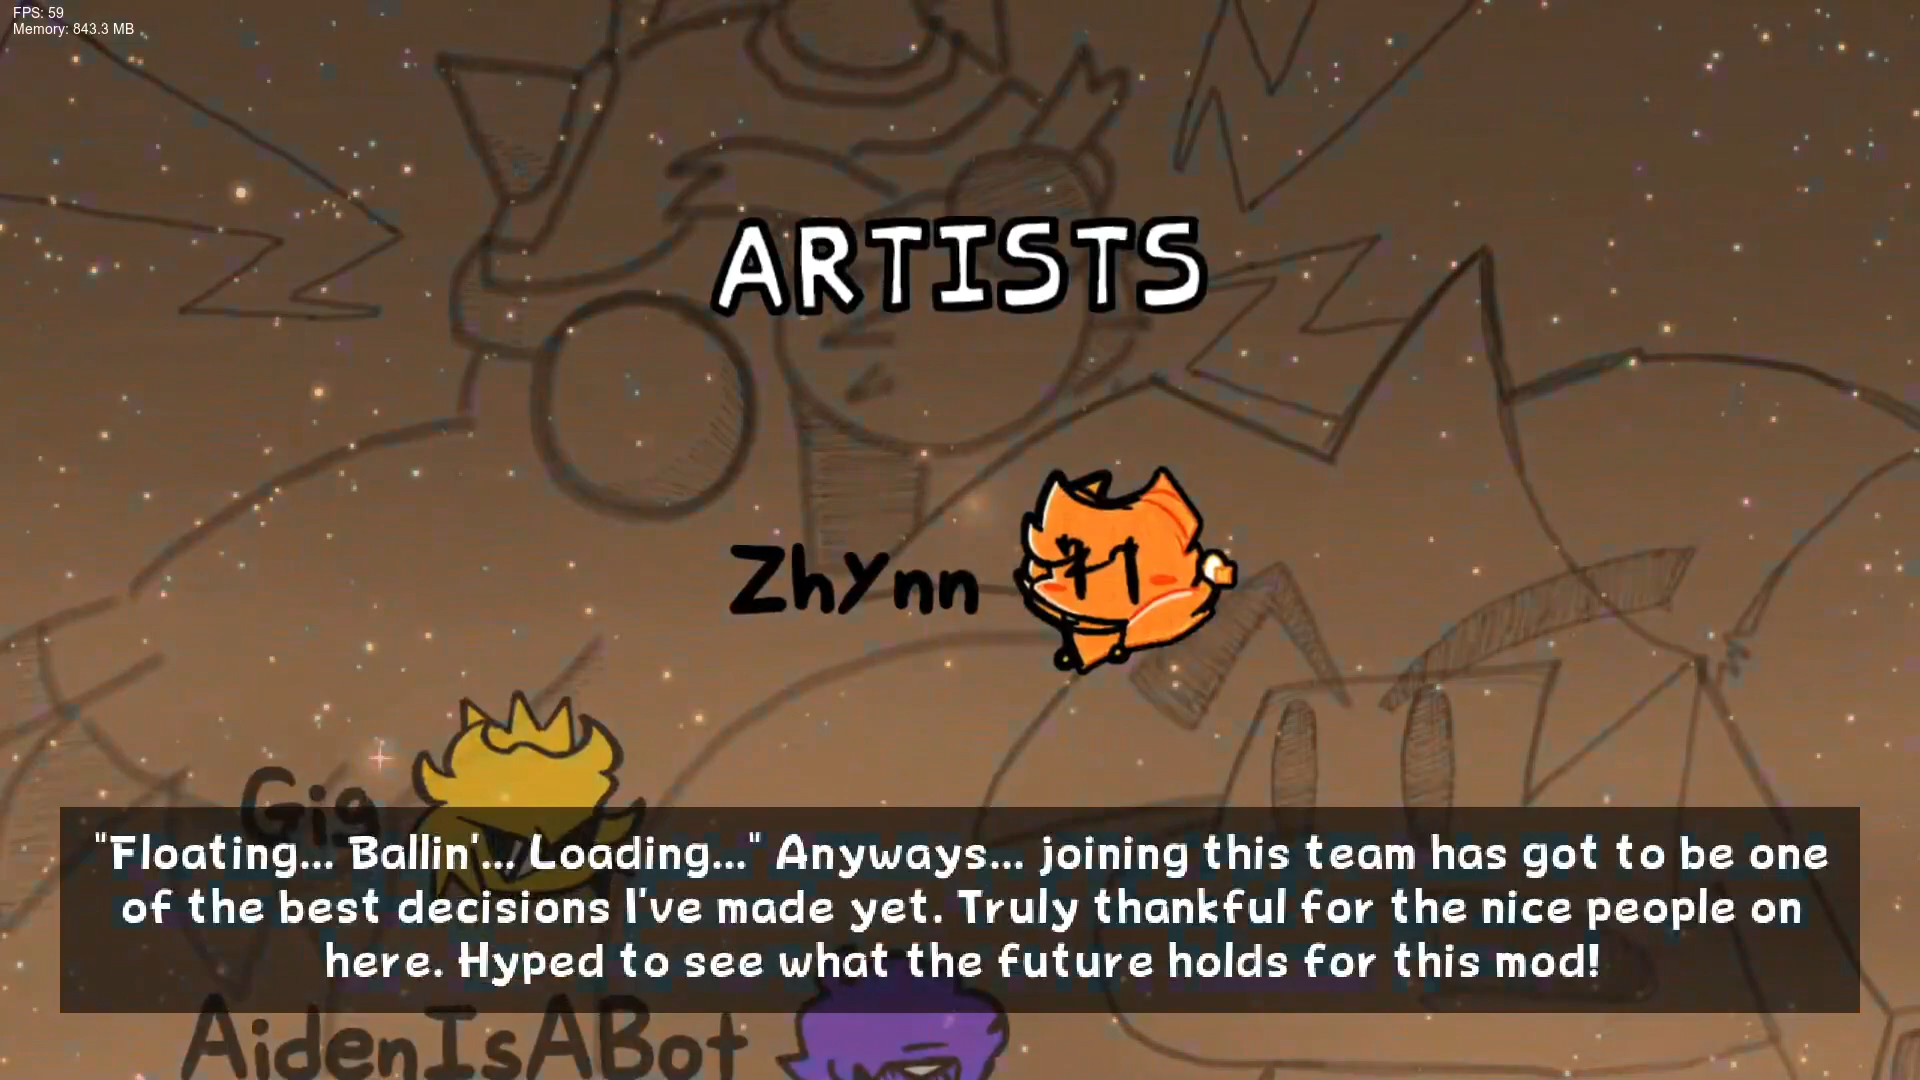 FPS: 59
Memory: 843.3 MB
ARTISTS
ZhYnn
Gig
"Floating... Ballin'... Loading..." Anyways... joining this team has got to be one
of the best decisions I've made yet. Truly thankful for the nice people on
here. Hyped to see what the future holds for this mod!
AidenIsABot